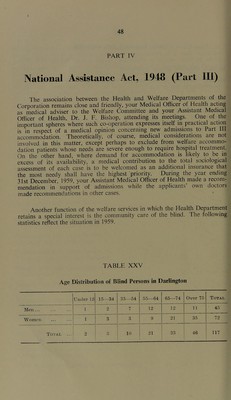 48
PART IV
National Assistance Act, 1948 (Part III)
The association between the Health and Welfare Departments of the
Corporation remains close and friendly, your Medical Officer of Health acting
as medical adviser to the Welfare Committee and your Assistant Medical
Officer of Health, Dr. J. F. Bishop, attending its meetings. One of the
important spheres where such co-operation expresses itself in practical action
is in respect of a medical opinion concerning new admissions to Part III
accommodation. Theoretically, of course, medical considerations are not
involved in this matter, except perhaps to exclude from welfare accommo-
dation patients whose needs are severe enough to require hospital treatment.
On the other hand, where demand for accommodation is likely to be in
excess of its availability, a medical contribution to the total sociological
assessment of each case is to be welcomed as an additional insurance that
the most needy shall have the highest priority. During the year ending
31st December, 1959, your Assistant Medical Officer of Health made a recom-
mendation in support of admissions while the applicants' own doctors
made recommendations in other cases.
Another function of the welfare services in which the Health Department
retains a special interest is the community care of the blind. The following
statistics reflect the situation in 1959.
TABLE XXV
Age Distribution of Blind Persons in Darlington
Under 16 16—34 35—54 55—64 65—74 Over 75 TOTAL
Men 1 2 7 12 12 11 45
Women 1 3 9 21 72
TOTAL 2 10 21 33 46 117